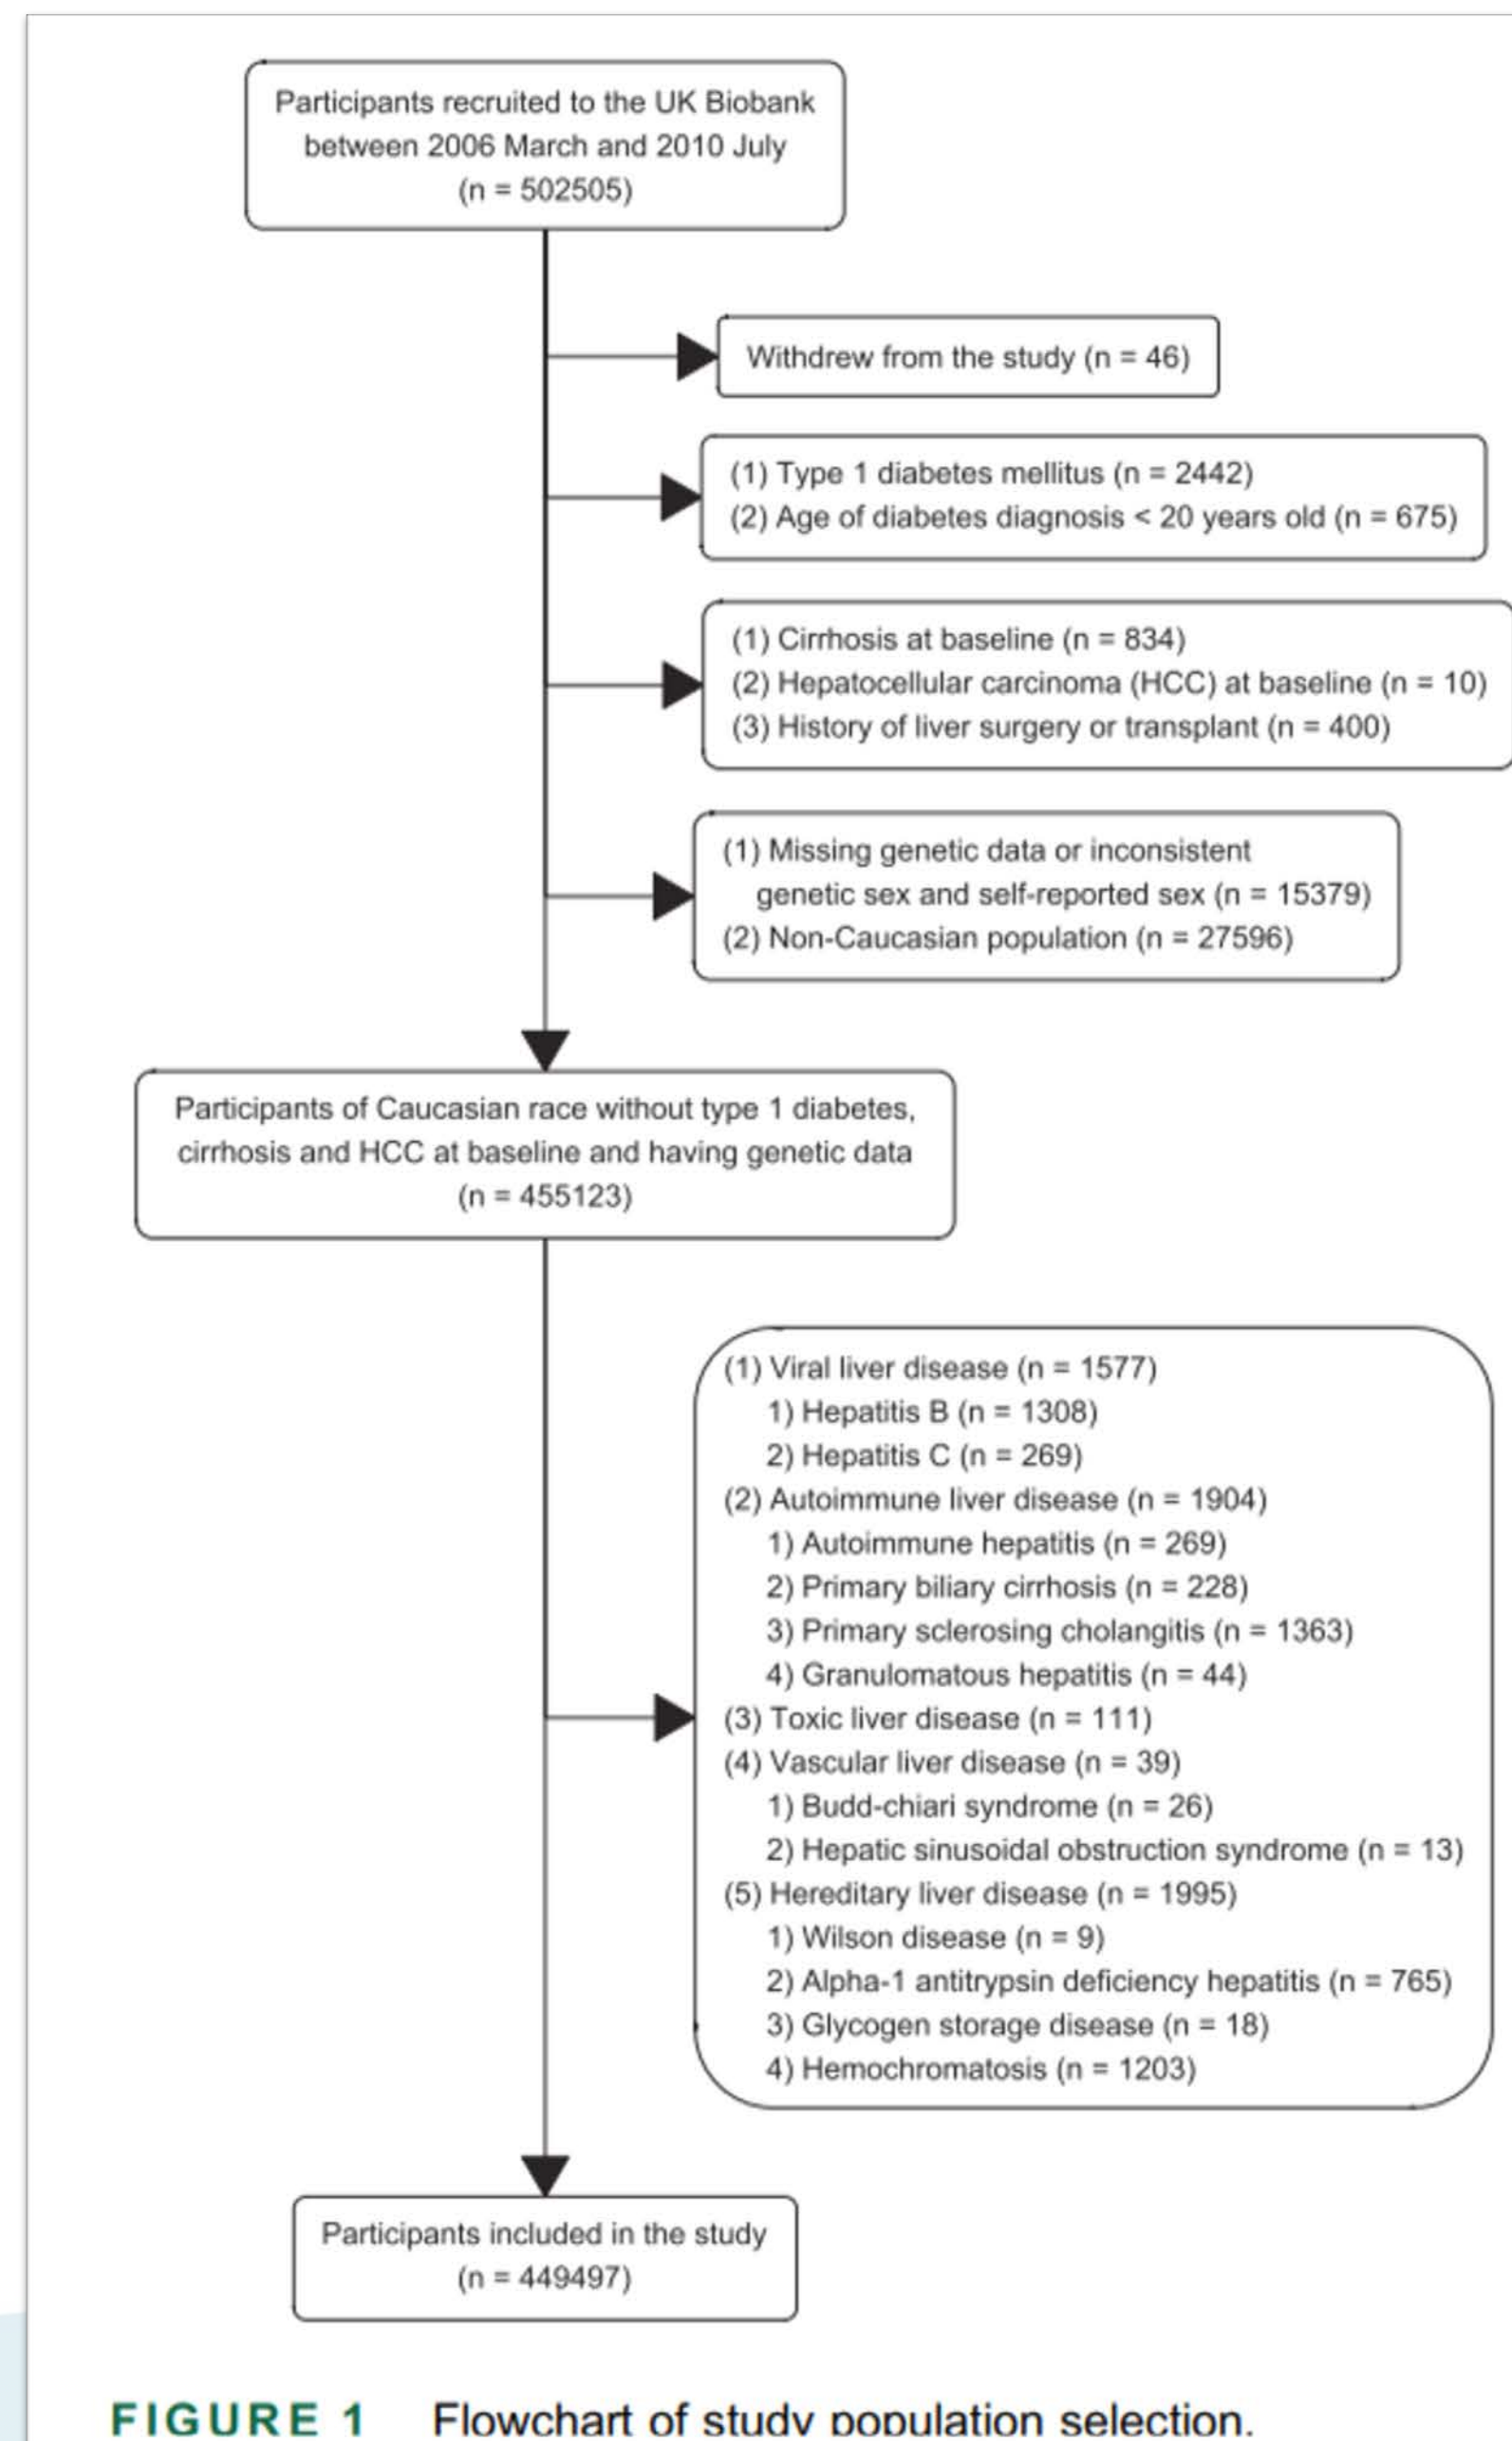 Participants recruited to the UK Biobank
between 2006 March and 2010 July
(n = 502505)
Withdrew from the study (n = 46)
(1) Type 1 diabetes mellitus (n = 2442)
(2) Age of diabetes diagnosis < 20 years old (n = 675)
(1) Cirrhosis at baseline (n = 834)
(2) Hepatocellular carcinoma (HCC) at baseline (n = 10)
(3) History of liver surgery or transplant (n = 400)
(1) Missing genetic data or inconsistent
genetic sex and self-reported sex (n = 15379)
(2) Non-Caucasian population (n = 27596)
Participants of Caucasian race without type 1 diabetes,
cirrhosis and HCC at baseline and having genetic data
(n = 455123)
(1) Viral liver disease (n = 1577)
1) Hepatitis B (n = 1308)
2) Hepatitis C (n = 269)
(2) Autoimmune liver disease (n = 1904)
1) Autoimmune hepatitis (n = 269)
2) Primary biliary cirrhosis (n = 228)
3) Primary sclerosing cholangitis (n = 1363)
4) Granulomatous hepatitis (n = 44)
(3) Toxic liver disease (n = 111)
(4) Vascular liver disease (n = 39)
1) Budd-chiari syndrome (n = 26)
2) Hepatic sinusoidal obstruction syndrome (n = 13)
(5) Hereditary liver disease (n = 1995)
1) Wilson disease (n = 9)
2) Alpha-1 antitrypsin deficiency hepatitis (n = 765)
3) Glycogen storage disease (n = 18)
4) Hemochromatosis (n = 1203)
Participants included in the study
(n = 449497)
FIGURE 1 Flowchart of study population selection.